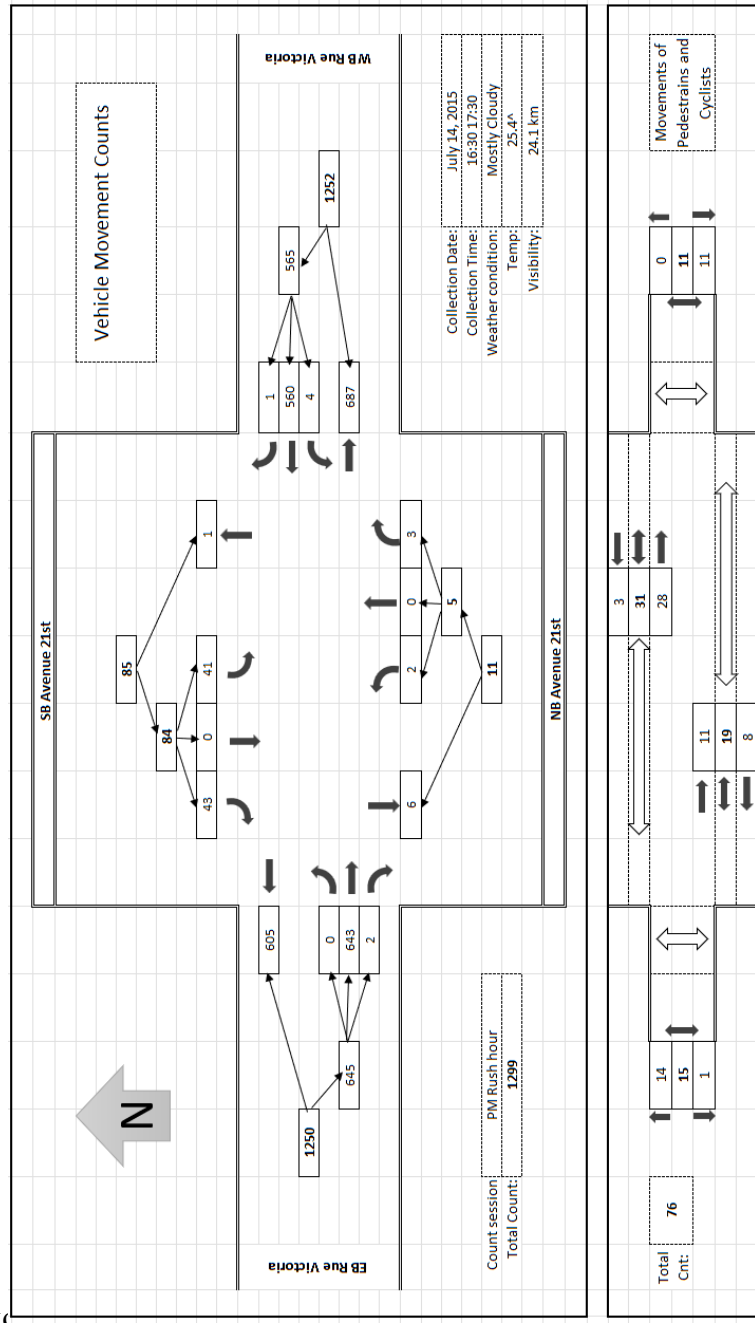 Vehicle Movement Counts
SB Avenue 21st
N
85
84
43 0 41 1
605
1250
645
0
643
2
EB Rue Victoria
1
560
4
565
687
1252
WB Rue Victoria
6 2 0 3
5
11
NB Avenue 21st
Count session PM Rush hour
Total Count: 1299
Collection Date: July 14, 2015
Collection Time: 16:30 17:30
Weather condition: Mostly Cloudy
Temp: 25.4^
Visibility: 24.1 km
Movements of
Pedestrains and
Cyclists
Total
Cnt:
76
14
15
1
3
31
28
11
19
8
0
11
11